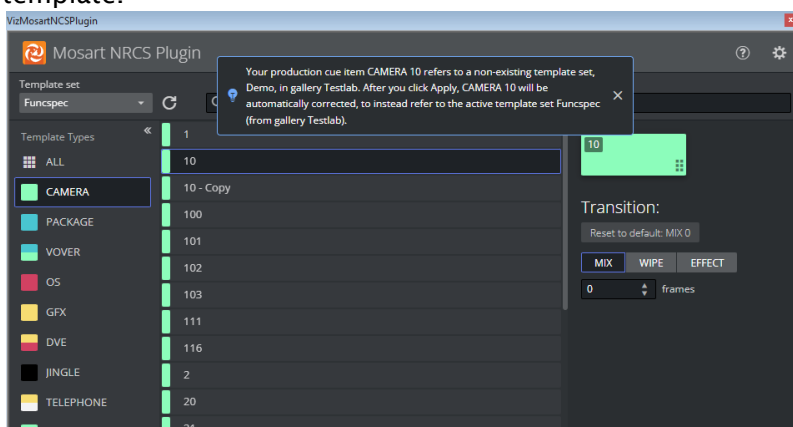 template.
VizMosartNCSPlugin
x
Mosart NRCS Plugin
Your production cue item CAMERA 10 refers to a non-existing template set,
Demo, in gallery Testlab. After you click Apply, CAMERA 10 will be
automatically corrected, to instead refer to the active template set Funcspec
(from gallery Testlab).
Template set
Funcspec
Template Types
ALL
CAMERA
PACKAGE
VOVER
OS
GFX
DVE
JINGLE
TELEPHONE
1
10
10 - Copy
100
101
102
103
111
116
2
20
21
10
Transition:
Reset to default: MIX 0
MIX WIPE EFFECT
0 frames